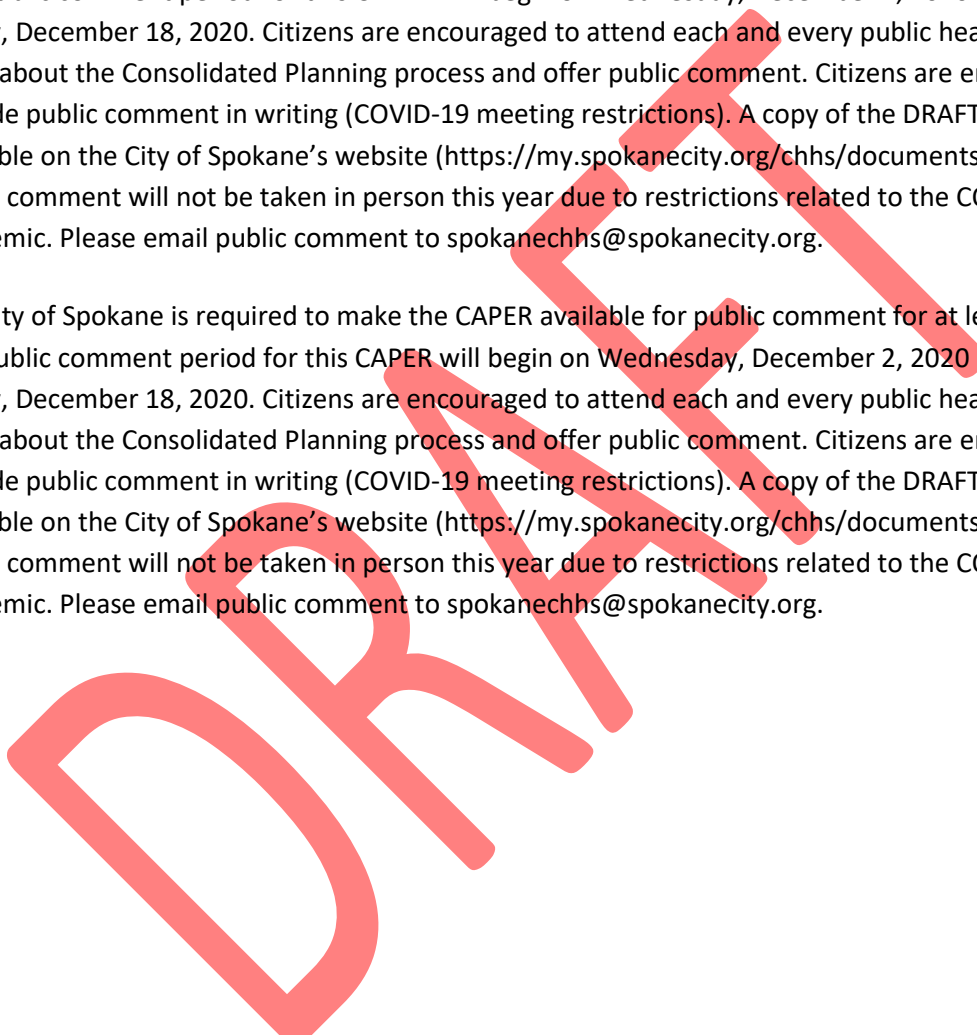 , December 18, 2020. Citizens are encouraged to attend each and every public hea
about the Consolidated Planning process and offer public comment. Citizens are e
de public comment in writing (COVID-19 meeting restrictions). A copy of the DRAFT
ble on the City of Spokane’s website (https://my.spokanecity.org/chhs/documents
comment will not be taken in person this year due to restrictions related to the CO
emic. Please email public comment to spokanechhs@spokanecity.org.
ty of Spokane is required to make the CAPER available for public comment for at le
ublic comment period for this CAPER will begin on Wednesday, December 2, 2020
, December 18, 2020. Citizens are encouraged to attend each and every public hea
about the Consolidated Planning process and offer public comment. Citizens are e
de public comment in writing (COVID-19 meeting restrictions). A copy of the DRAFT
ble on the City of Spokane’s website (https://my.spokanecity.org/chhs/documents
comment will not be taken in person this year due to restrictions related to the CO
emic. Please email public comment to spokanechhs@spokanecity.org.
DRAFT